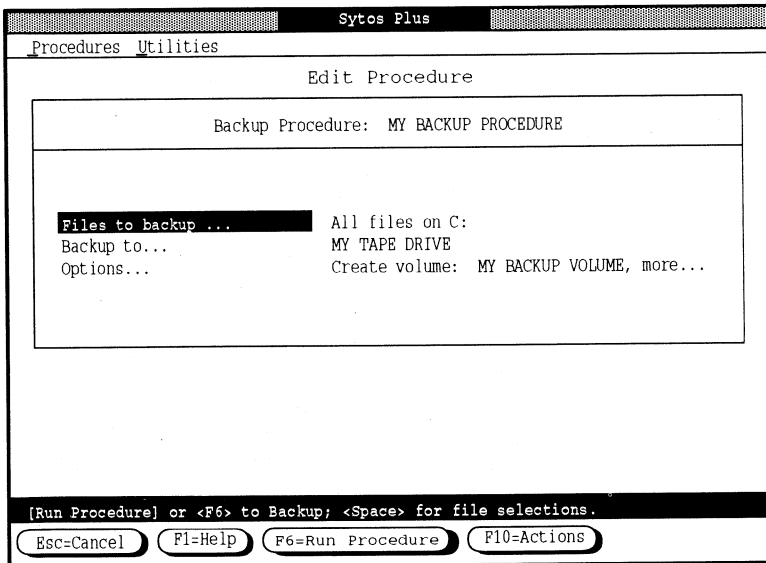 Sytos Plus
Procedures Utilities
Edit Procedure
Backup Procedure: MY BACKUP PROCEDURE
Files to backup ... All files on C:
Backup to... MY TAPE DRIVE
Options... Create volume: MY BACKUP VOLUME, more...
[Run Procedure] or <F6> to Backup; <Space> for file selections.
Esc=Cancel F1=Help F6=Run Procedure F10=Actions